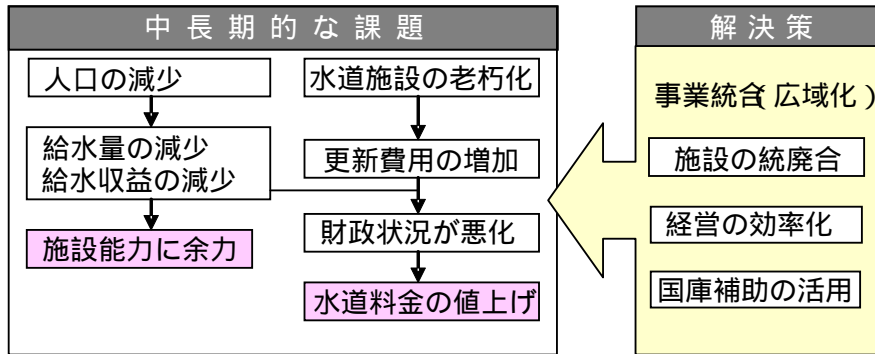 中長期的な課題
人口の減少
給水量の減少
給水収益の減少
施設能力に余力
水道施設の老朽化
更新費用の増加
財政状況が悪化
水道料金の値上げ
解決策
事業統合(広域化)
施設の統廃合
経営の効率化
国庫補助の活用